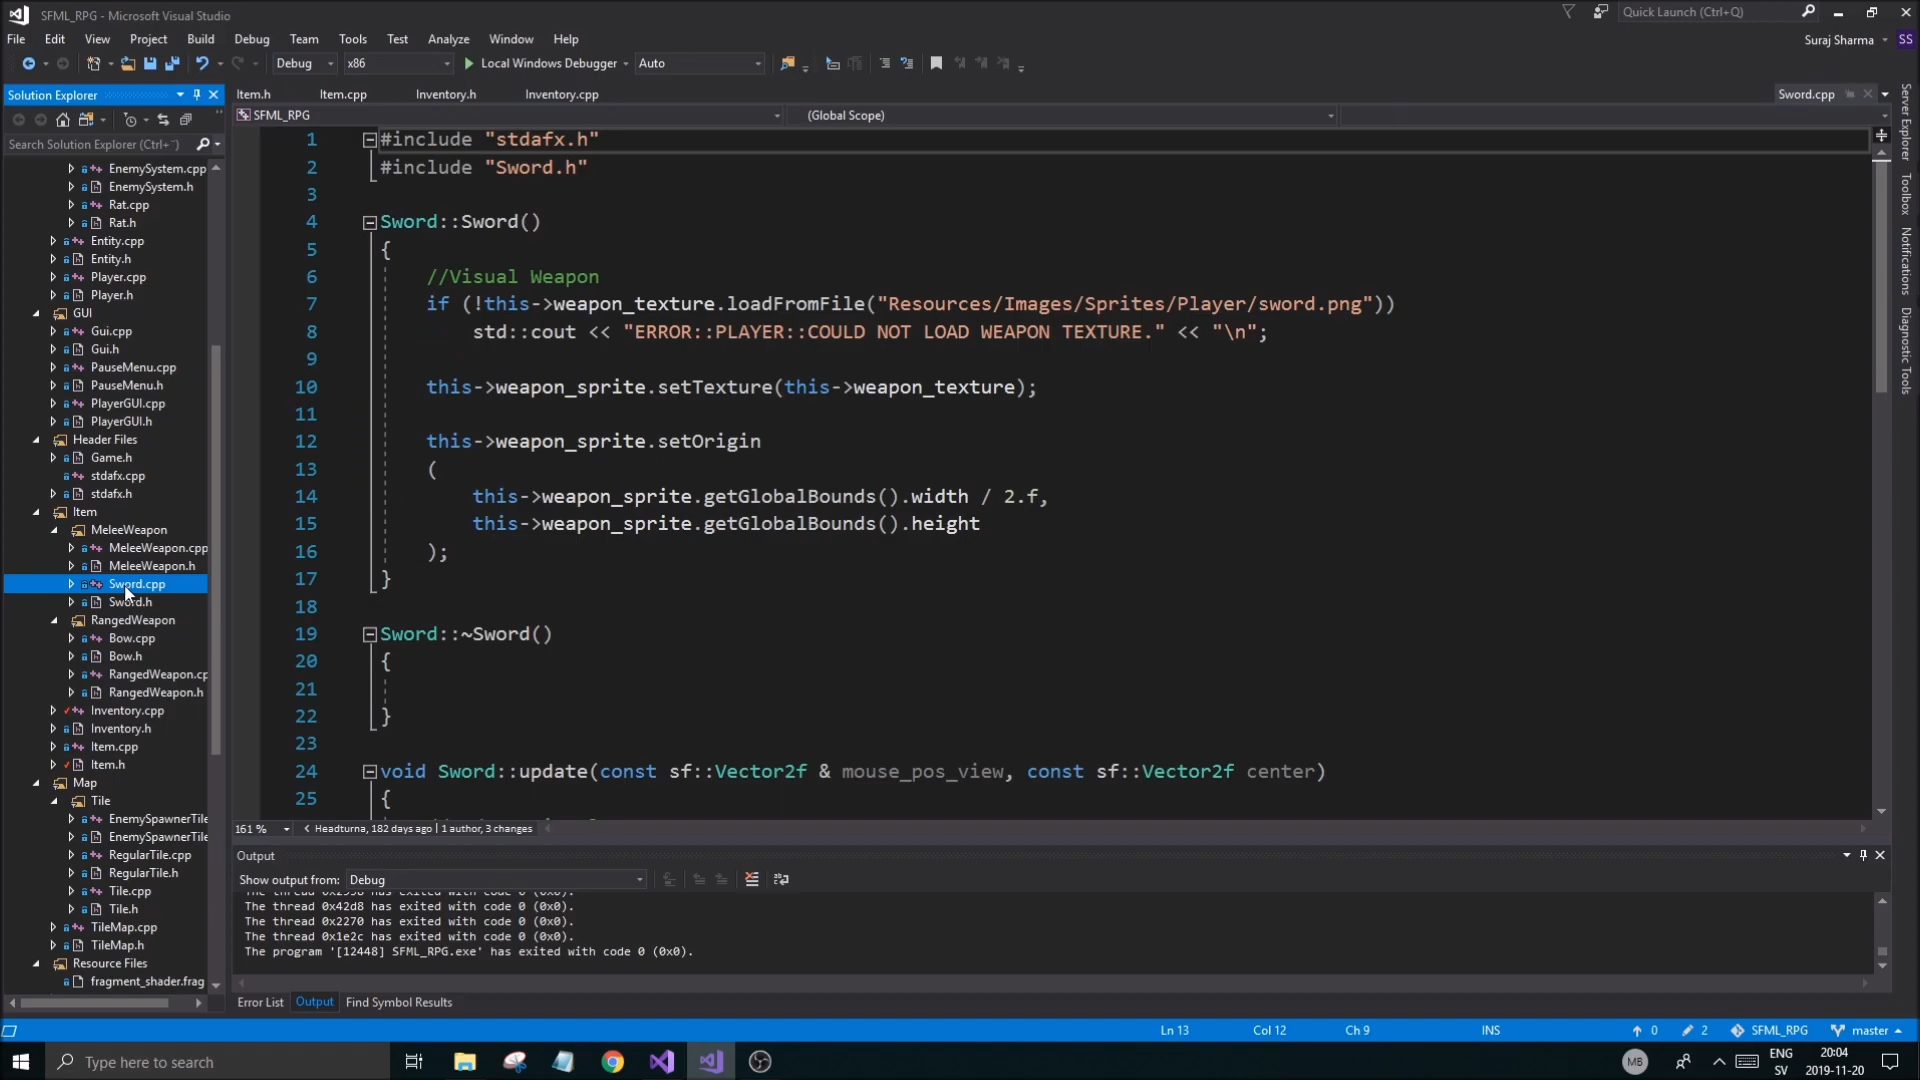 SFML_RPG - Microsoft Visual Studio
Quick Launch (Ctrl+Q)
File Edit View Project Build Debug Team Tools Test Analyze Window Help
Suraj Sharma SS
Debug x86 Local Windows Debugger Auto
Solution Explorer
Item.h Item.cpp Inventory.h Inventory.cpp Sword.cpp
SFML_RPG (Global Scope)
Search Solution Explorer (Ctrl+¨)
EnemySystem.cpp
EnemySystem.h
Rat.cpp
Rat.h
Entity.cpp
Entity.h
Player.cpp
Player.h
GUI
Gui.cpp
Gui.h
PauseMenu.cpp
PauseMenu.h
PlayerGUI.cpp
PlayerGUI.h
Header Files
Game.h
stdafx.cpp
stdafx.h
Item
MeleeWeapon
MeleeWeapon.cpp
MeleeWeapon.h
Sword.cpp
Sword.h
RangedWeapon
Bow.cpp
Bow.h
RangedWeapon.cp
RangedWeapon.h
Inventory.cpp
Inventory.h
Item.cpp
Item.h
Map
Tile
EnemySpawnerTile
EnemySpawnerTile
RegularTile.cpp
RegularTile.h
Tile.cpp
Tile.h
TileMap.cpp
TileMap.h
Resource Files
fragment_shader.frag
1 #include "stdafx.h"
2 #include "Sword.h"
3
4 Sword::Sword()
5 {
6 //Visual Weapon
7 if (!this->weapon_texture.loadFromFile("Resources/Images/Sprites/Player/sword.png"))
8 std::cout << "ERROR::PLAYER::COULD NOT LOAD WEAPON TEXTURE." << "\n";
9
10 this->weapon_sprite.setTexture(this->weapon_texture);
11
12 this->weapon_sprite.setOrigin
13 (
14 this->weapon_sprite.getGlobalBounds().width / 2.f,
15 this->weapon_sprite.getGlobalBounds().height
16 );
17 }
18
19 Sword::~Sword()
20 {
21
22 }
23
24 void Sword::update(const sf::Vector2f & mouse_pos_view, const sf::Vector2f center)
25 {
161 % Headturna, 182 days ago | 1 author, 3 changes
Output
Show output from: Debug
The thread 0x42d8 has exited with code 0 (0x0).
The thread 0x2270 has exited with code 0 (0x0).
The thread 0x1e2c has exited with code 0 (0x0).
The program '[12448] SFML_RPG.exe' has exited with code 0 (0x0).
Error List Output Find Symbol Results
Server Explorer
Toolbox
Notifications
Diagnostic Tools
Ln 13 Col 12 Ch 9 INS 0 2 SFML_RPG master
Type here to search
MB
ENG
SV
20:04
2019-11-20